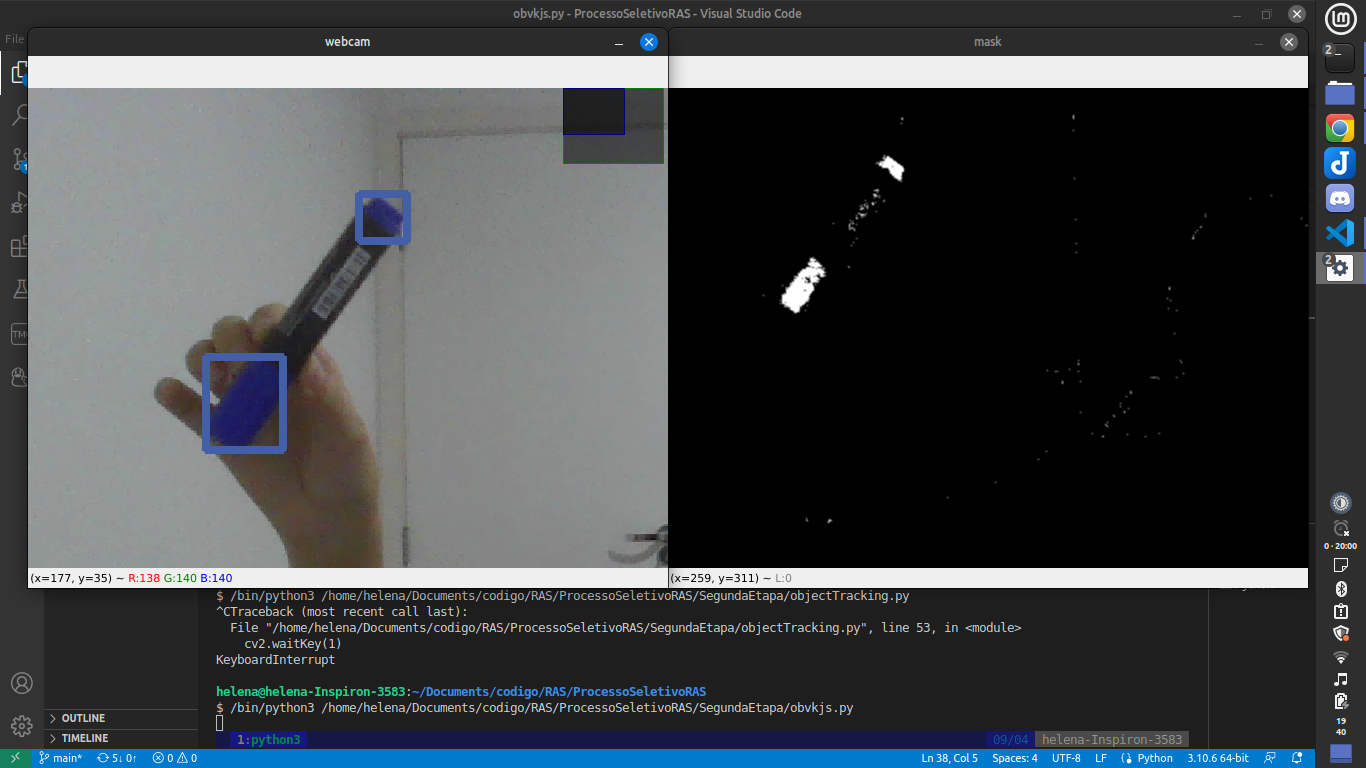 obvkjs.py - ProcessoSeletivoRAS - Visual Studio Code
File
webcam
mask
(x=177, y=35) ~ R:138 G:140 B:140
(x=259, y=311) ~ L:0
$ /bin/python3 /home/helena/Documents/codigo/RAS/ProcessoSeletivoRAS/SegundaEtapa/objectTracking.py
^CTraceback (most recent call last):
File "/home/helena/Documents/codigo/RAS/ProcessoSeletivoRAS/SegundaEtapa/objectTracking.py", line 53, in <module>
cv2.waitKey(1)
KeyboardInterrupt
helena@helena-Inspiron-3583:~/Documents/codigo/RAS/ProcessoSeletivoRAS
$ /bin/python3 /home/helena/Documents/codigo/RAS/ProcessoSeletivoRAS/SegundaEtapa/obvkjs.py
1:python3 09/04 helena-Inspiron-3583
OUTLINE
TIMELINE
main* 5↓ 0↑ 0 0 Ln 38, Col 5 Spaces: 4 UTF-8 LF Python 3.10.6 64-bit
2
2
0 · 20:00
19
40